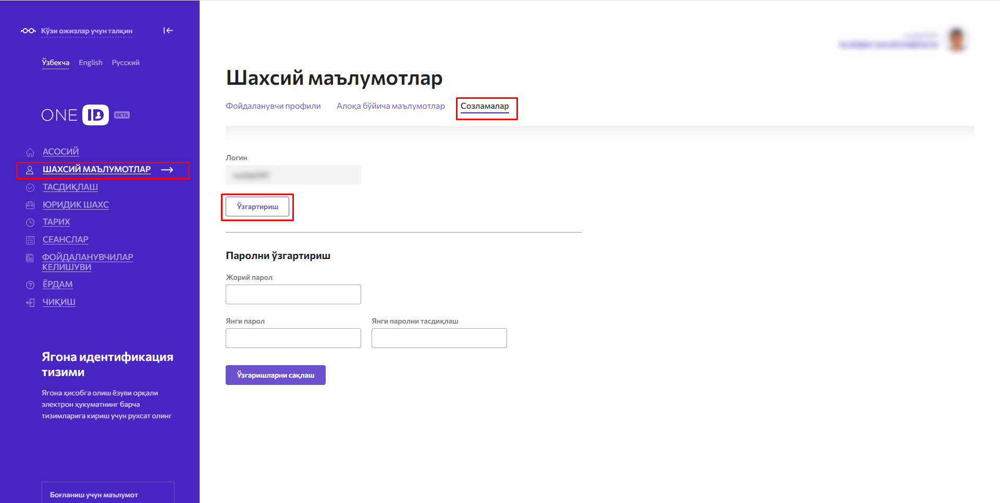 Кўзи ожизлар учун талқин
Ўзбекча English Русский
ONE ID BETA
АСОСИЙ
ШАХСИЙ МАЪЛУМОТЛАР
ТАСДИҚЛАШ
ЮРИДИК ШАХС
ТАРИХ
СЕАНСЛАР
ФОЙДАЛАНУВЧИЛАР
КЕЛИШУВИ
ЁРДАМ
ЧИҚИШ
Ягона идентификация
тизими
Ягона ҳисобга олиш ёзуви орқали
электрон ҳукуматнинг барча
тизимларига кириш учун рухсат олинг
Боғланиш учун маълумот
Шахсий маълумотлар
Фойдаланувчи профили Алоқа бўйича маълумотлар Созламалар
Логин
Ўзгартириш
Паролни ўзгартириш
Жорий парол
Янги парол Янги паролни тасдиқлаш
Ўзгаришларни сақлаш